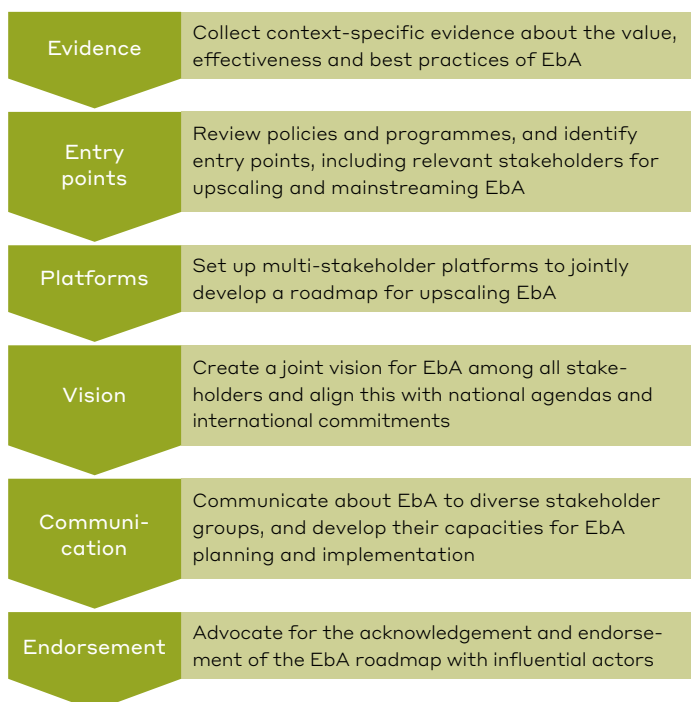 Evidence
Collect context-specific evidence about the value,
effectiveness and best practices of EbA
Entry
points
Review policies and programmes, and identify
entry points, including relevant stakeholders for
upscaling and mainstreaming EbA
Platforms
Set up multi-stakeholder platforms to jointly
develop a roadmap for upscaling EbA
Vision
Create a joint vision for EbA among all stake-
holders and align this with national agendas and
international commitments
Communi-
cation
Communicate about EbA to diverse stakeholder
groups, and develop their capacities for EbA
planning and implementation
Endorsement
Advocate for the acknowledgement and endorse-
ment of the EbA roadmap with influential actors